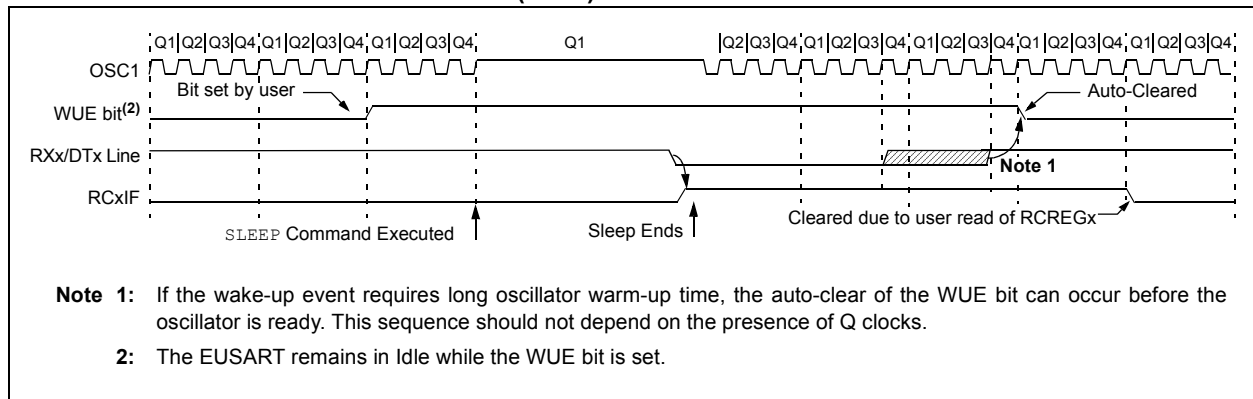 Q1 Q2 Q3 Q4 Q1 Q2 Q3 Q4 Q1 Q2 Q3 Q4 Q1 Q2 Q3 Q4 Q1 Q2 Q3 Q4 Q1 Q2 Q3 Q4 Q1 Q2 Q3 Q4 Q1 Q2 Q3 Q4
OSC1
Bit set by user
Auto-Cleared
WUE bit(2)
RXx/DTx Line
Note 1
RCxIF
Cleared due to user read of RCREGx
SLEEP Command Executed
Sleep Ends
Note 1: If the wake-up event requires long oscillator warm-up time, the auto-clear of the WUE bit can occur before the
oscillator is ready. This sequence should not depend on the presence of Q clocks.
2: The EUSART remains in Idle while the WUE bit is set.